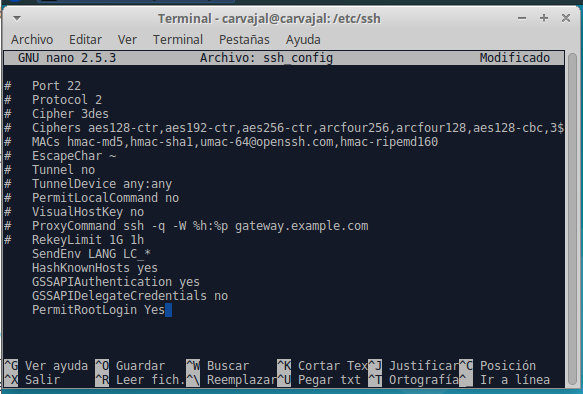 Terminal - carvajal@carvajal: /etc/ssh
Archivo Editar Ver Terminal Pestañas Ayuda
GNU nano 2.5.3 Archivo: ssh_config Modificado
# Port 22
# Protocol 2
# Cipher 3des
# Ciphers aes128-ctr,aes192-ctr,aes256-ctr,arcfour256,arcfour128,aes128-cbc,3$
# MACs hmac-md5,hmac-sha1,umac-64@openssh.com,hmac-ripemd160
# EscapeChar ~
# Tunnel no
# TunnelDevice any:any
# PermitLocalCommand no
# VisualHostKey no
# ProxyCommand ssh -q -W %h:%p gateway.example.com
# RekeyLimit 1G 1h
SendEnv LANG LC_*
HashKnownHosts yes
GSSAPIAuthentication yes
GSSAPIDelegateCredentials no
PermitRootLogin Yes
^G Ver ayuda ^O Guardar ^W Buscar ^K Cortar Tex ^J Justificar ^C Posición
^X Salir ^R Leer fich. ^\ Reemplazar ^U Pegar txt ^T Ortografía ^_ Ir a línea